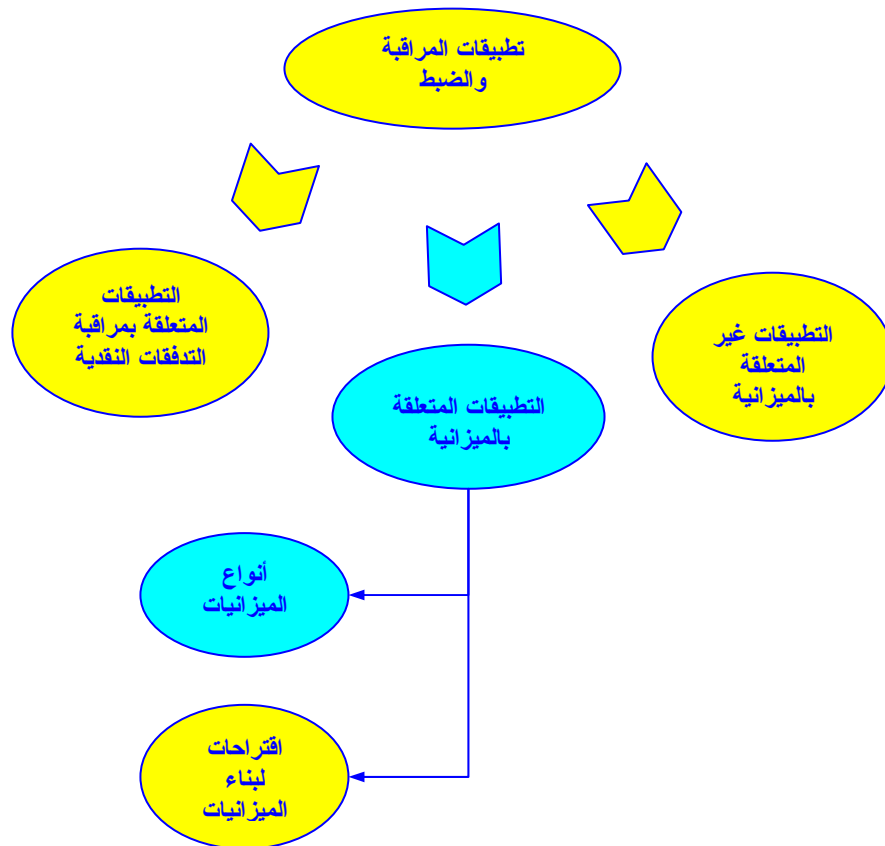 تطبيقات المراقبة
والضبط
التطبيقات غير
المتعلقة
بالميزانية
التطبيقات المتعلقة
بالميزانية
التطبيقات
المتعلقة بمراقبة
التدفقات النقدية
أنواع
الميزانيات
اقتراحات
لبناء
الميزانيات